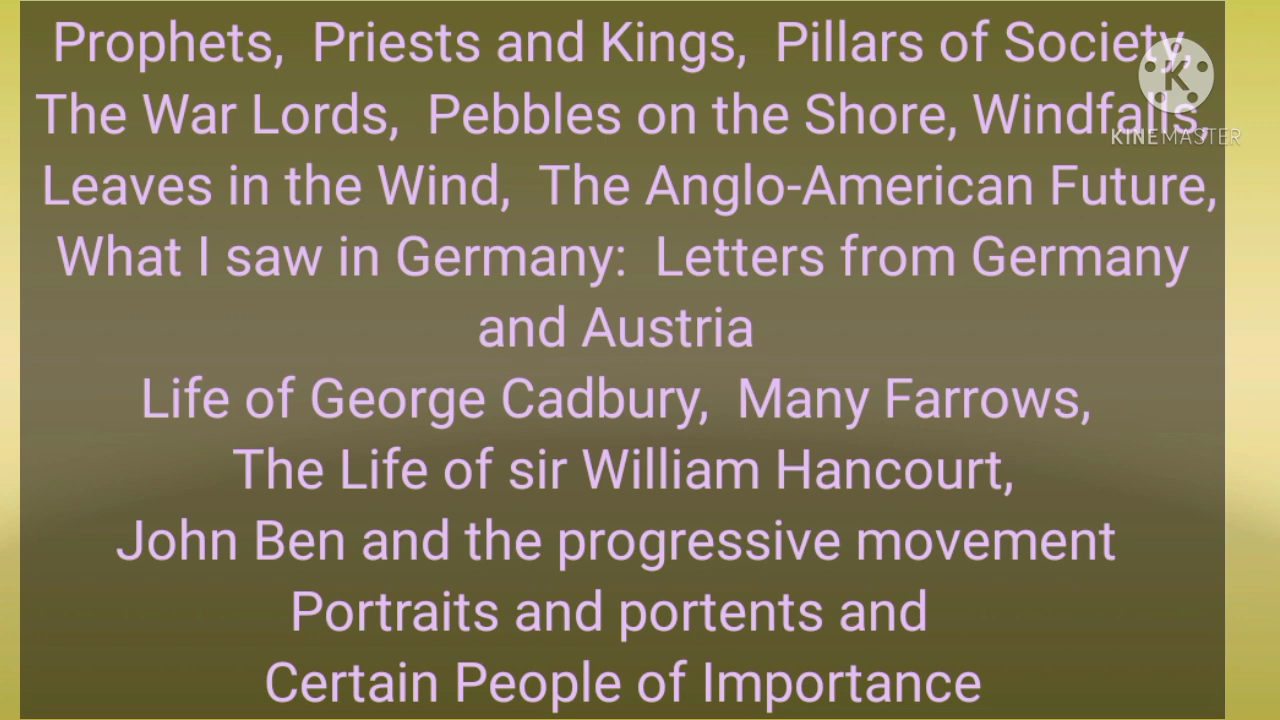 Prophets, Priests and Kings, Pillars of Society,
The War Lords, Pebbles on the Shore, Windfalls,
Leaves in the Wind, The Anglo-American Future,
What I saw in Germany: Letters from Germany
and Austria
Life of George Cadbury, Many Farrows,
The Life of sir William Hancourt,
John Ben and the progressive movement
Portraits and portents and
Certain People of Importance
K
KINEMASTER